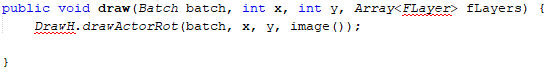 public void draw(Batch batch, int x, int y, Array<FLayer> fLayers) {
DrawH.drawActorRot(batch, x, y, image());
}